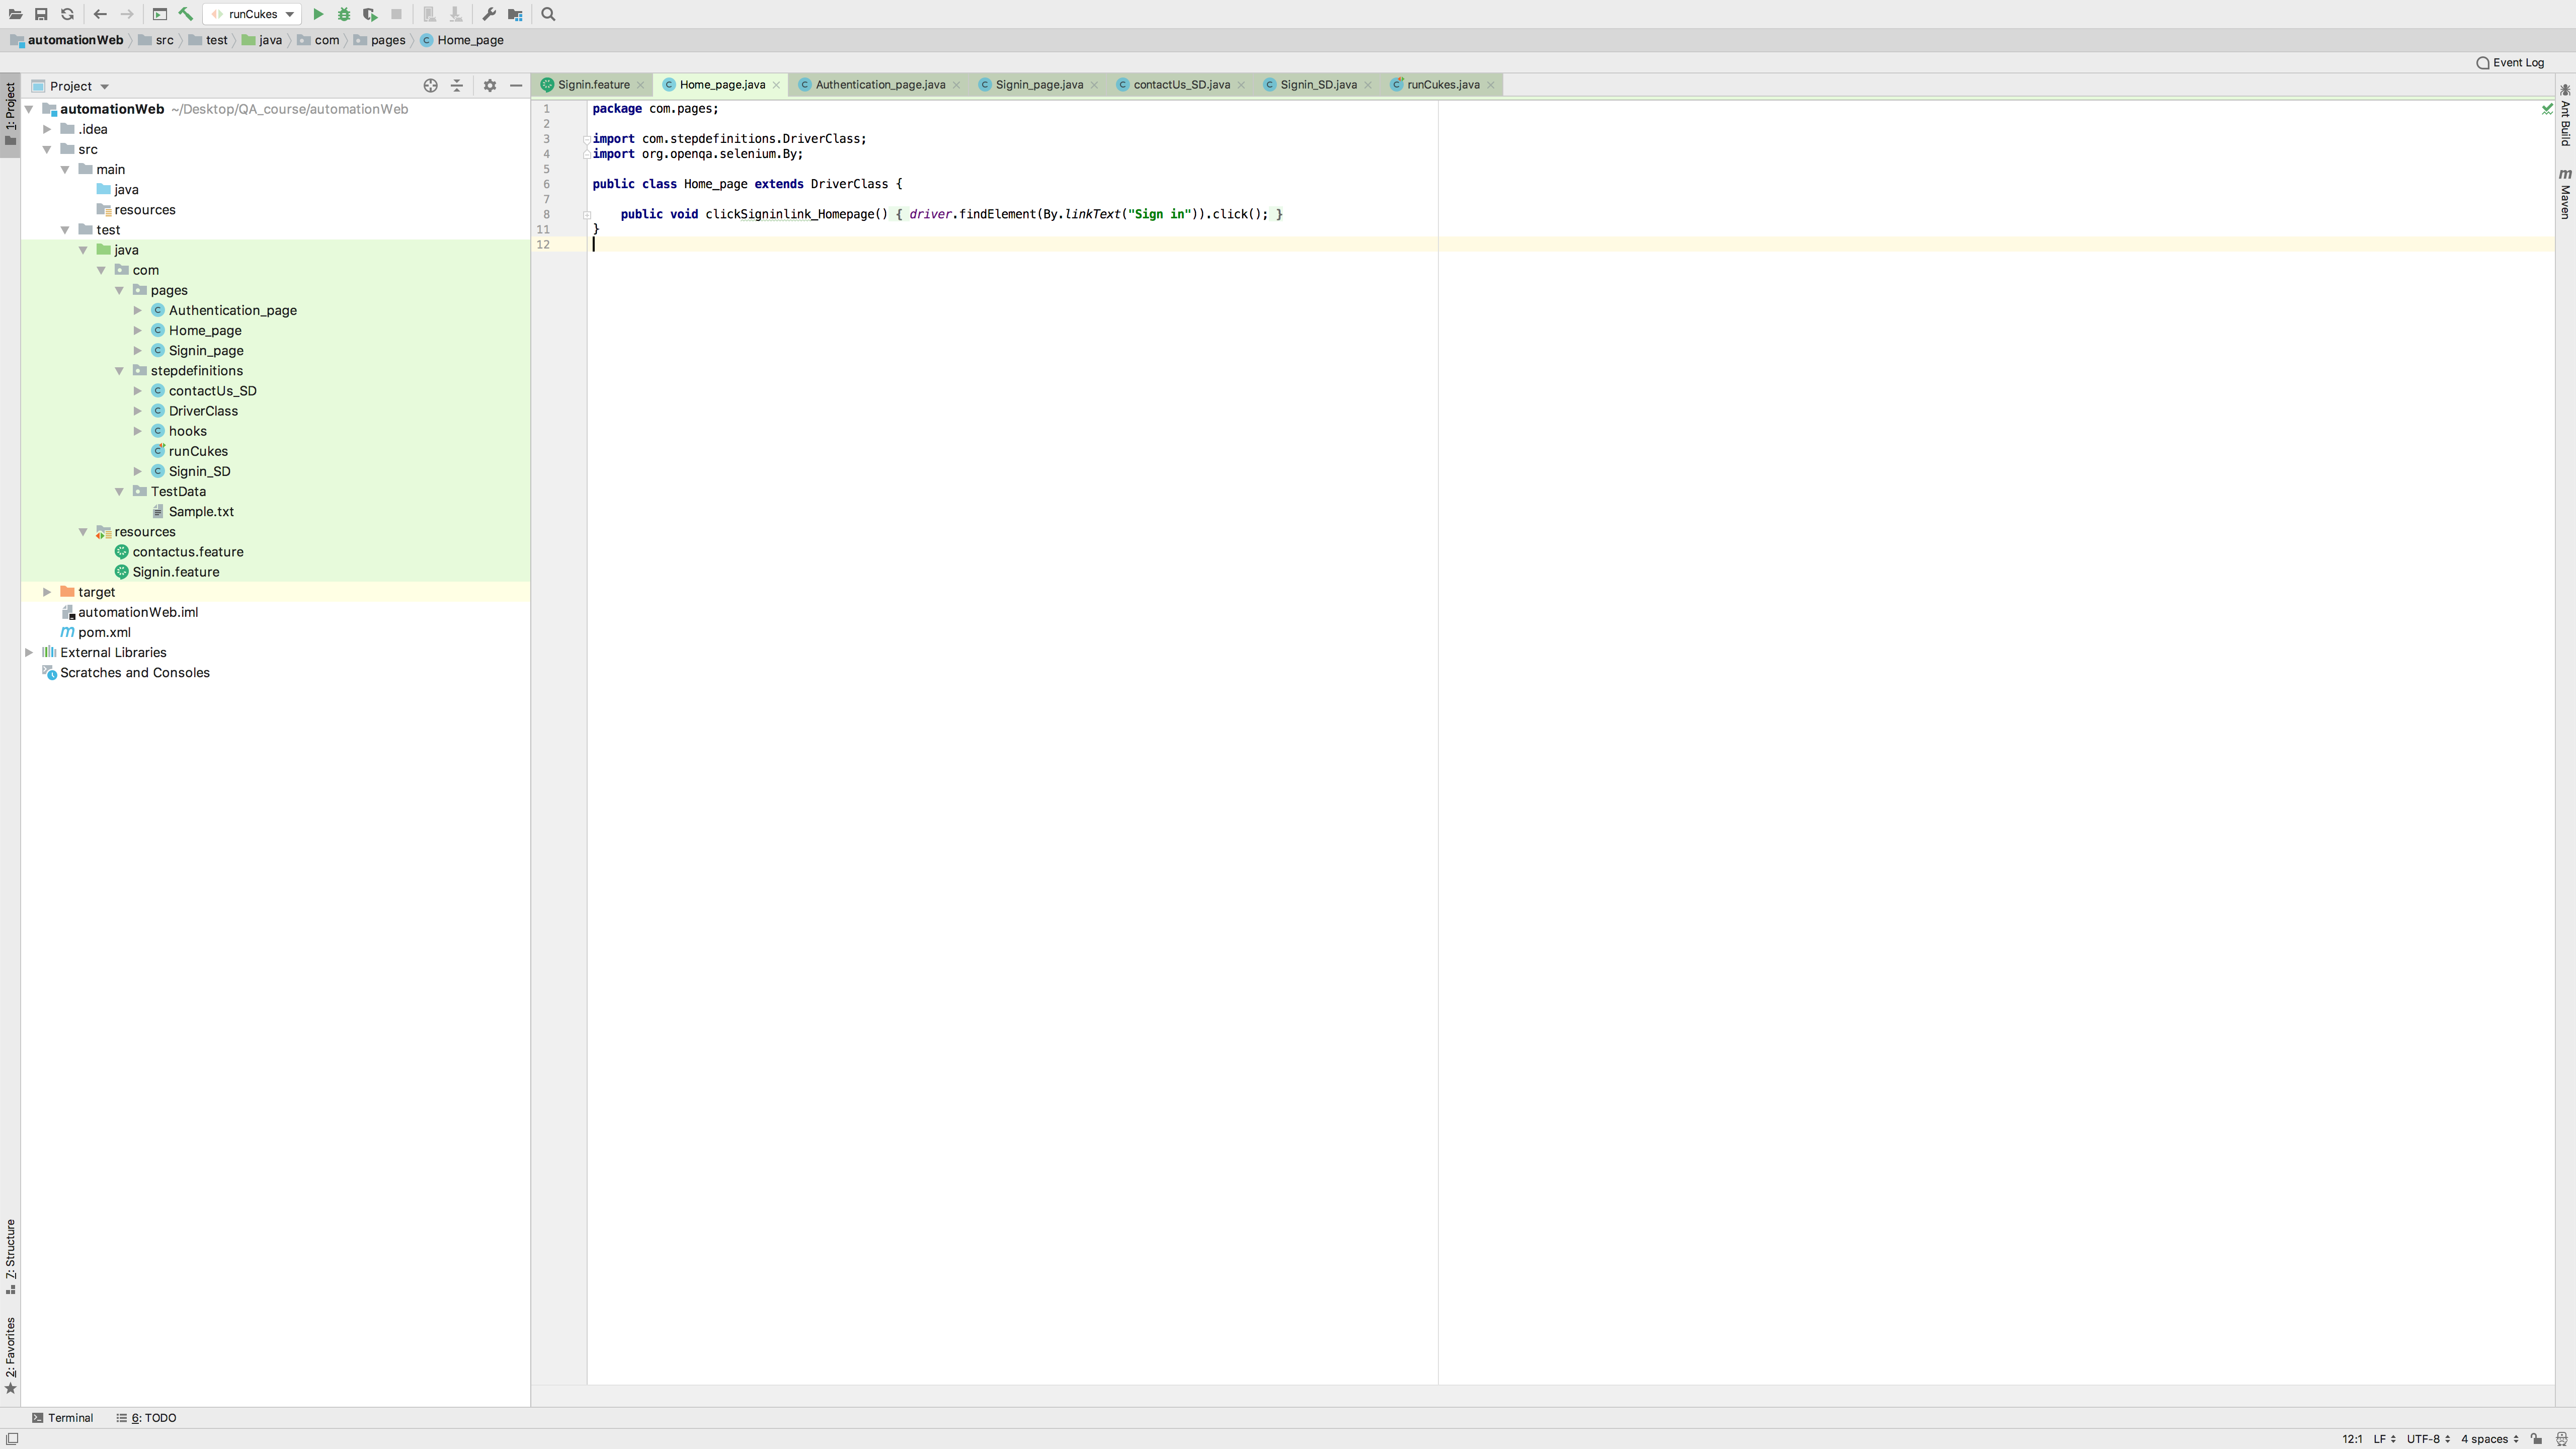 runCukes
automationWeb src test java com pages Home_page
Event Log
1: Project
Project
Signin.feature Home_page.java Authentication_page.java Signin_page.java contactUs_SD.java Signin_SD.java runCukes.java
automationWeb ~/Desktop/QA_course/automationWeb
.idea
src
main
java
resources
test
java
com
pages
Authentication_page
Home_page
Signin_page
stepdefinitions
contactUs_SD
DriverClass
hooks
runCukes
Signin_SD
TestData
Sample.txt
resources
contactus.feature
Signin.feature
target
automationWeb.iml
m pom.xml
External Libraries
Scratches and Consoles
1 package com.pages;
2
3 import com.stepdefinitions.DriverClass;
4 import org.openqa.selenium.By;
5
6 public class Home_page extends DriverClass {
7
8 public void clickSigninlink_Homepage() { driver.findElement(By.linkText("Sign in")).click(); }
11 }
12
Ant Build
m Maven
Z: Structure
2: Favorites
Terminal 6: TODO
12:1 LF UTF-8 4 spaces